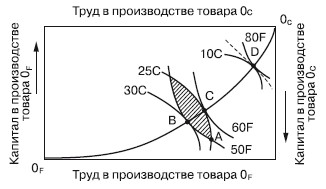 Труд в производстве товара 0C
0C
80F
10C
D
25C
30C
C
B
A
60F
50F
Капитал в производстве
товара 0F
Капитал в производстве
товара 0C
0F
Труд в производстве товара 0F